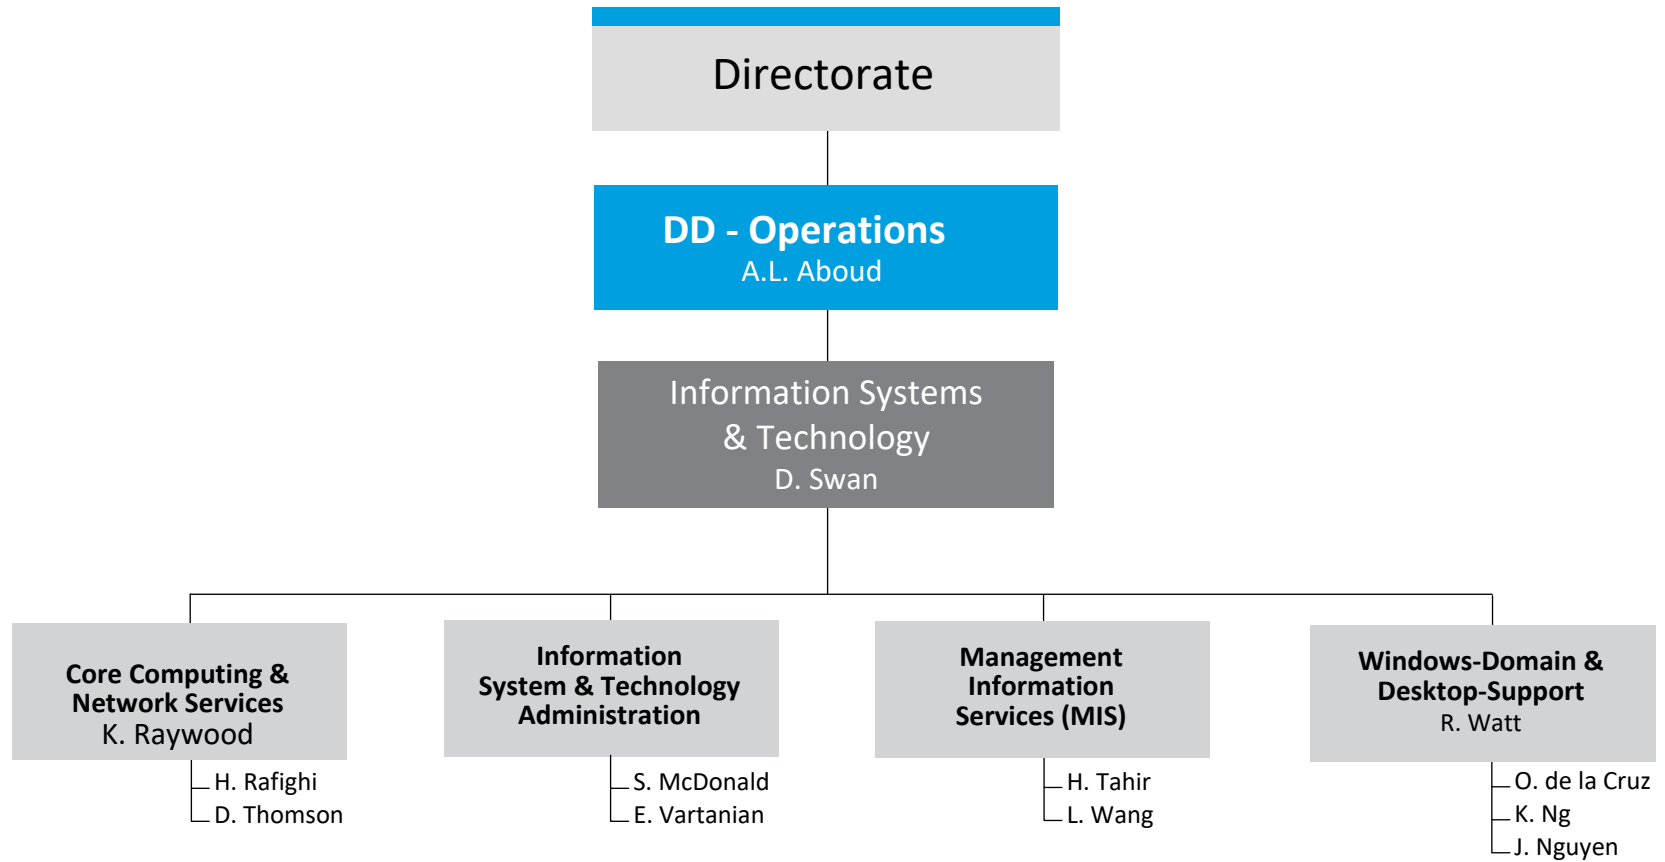 Directorate
DD - Operations
A.L. Aboud
Information Systems
& Technology
D. Swan
Core Computing &
Network Services
K. Raywood
H. Rafighi
D. Thomson
Information
System & Technology
Administration
S. McDonald
E. Vartanian
Management
Information
Services (MIS)
H. Tahir
L. Wang
Windows-Domain &
Desktop-Support
R. Watt
O. de la Cruz
K. Ng
J. Nguyen